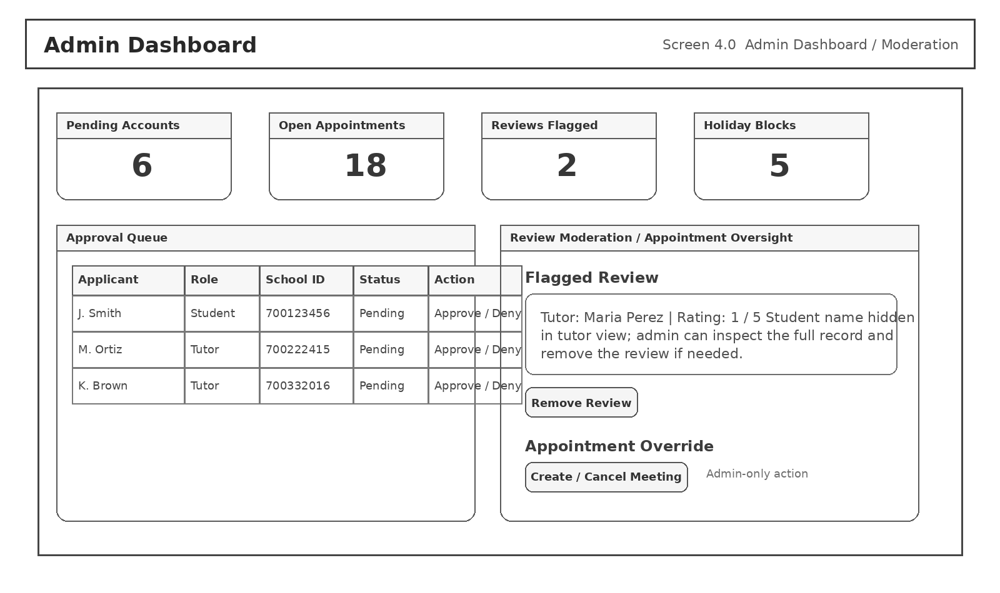 Admin Dashboard
Screen 4.0  Admin Dashboard / Moderation
Pending Accounts
6
Open Appointments
18
Reviews Flagged
2
Holiday Blocks
5
Approval Queue
Applicant Role School ID Status Action
J. Smith Student 700123456 Pending Approve / Deny
M. Ortiz Tutor 700222415 Pending Approve / Deny
K. Brown Tutor 700332016 Pending Approve / Deny
Review Moderation / Appointment Oversight
Flagged Review
Tutor: Maria Perez | Rating: 1 / 5 Student name hidden
in tutor view; admin can inspect the full record and
remove the review if needed.
Remove Review
Appointment Override
Create / Cancel Meeting
Admin-only action